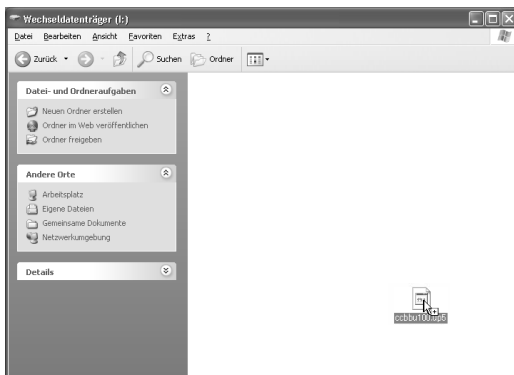 Wechseldatenträger (I:)
Datei Bearbeiten Ansicht Favoriten Extras ?
Zurück Suchen Ordner
Datei- und Ordneraufgaben
Neuen Ordner erstellen
Ordner im Web veröffentlichen
Ordner freigeben
Andere Orte
Arbeitsplatz
Eigene Dateien
Gemeinsame Dokumente
Netzwerkumgebung
Details